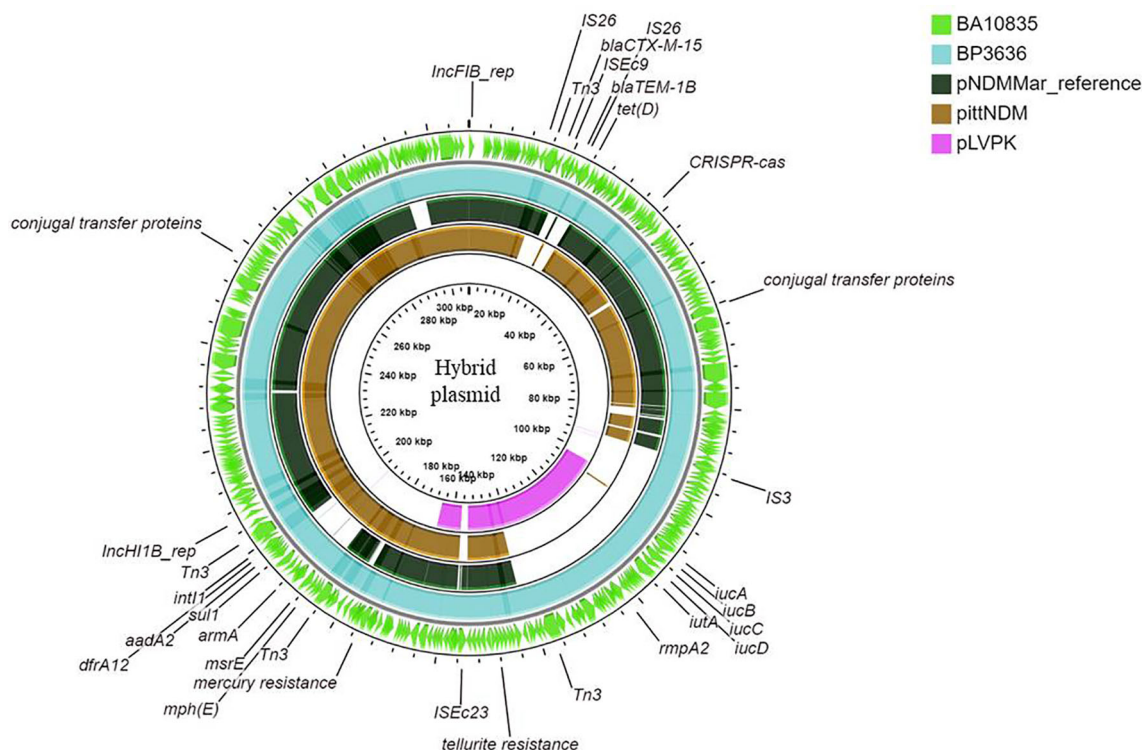 IS26
IS26
blaCTX-M-15
ISEc9
IncFIB_rep
Tn3
blaTEM-1B
tet(D)
CRISPR-cas
conjugal transfer proteins
conjugal transfer proteins
300 kbp
20 kbp
280 kbp
40 kbp
260 kbp
60 kbp
240 kbp
80 kbp
220 kbp
100 kbp
200 kbp
120 kbp
180 kbp
140 kbp
160 kbp
Hybrid
plasmid
IS3
IncHI1B_rep
Tn3
intI1
sul1
aadA2
dfrA12
armA
msrE
Tn3
mercury resistance
mph(E)
ISEc23
tellurite resistance
Tn3
rmpA2
iutA
iucA
iucB
iucC
iucD
BA10835
BP3636
pNDMMar_reference
pittNDM
pLVPK